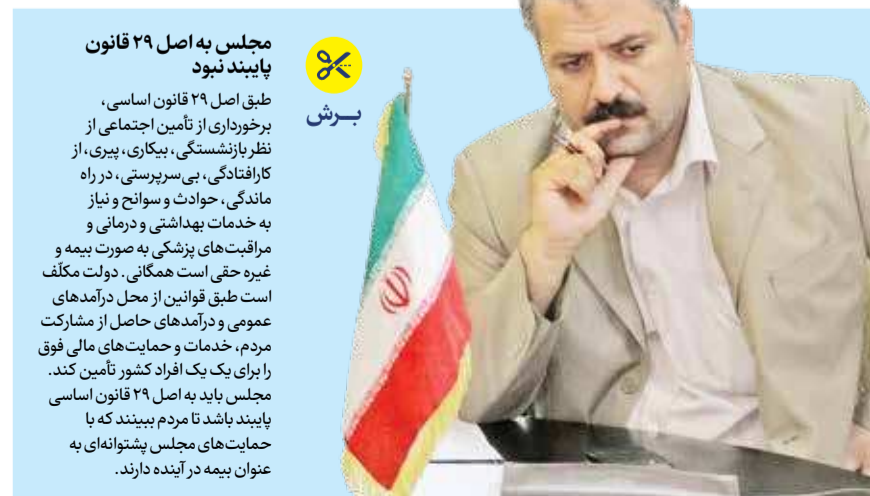 مجلس به اصل ۲۹ قانون
پایبند نبود
طبق اصل ۲۹ قانون اساسی،
برخورداری از تأمین اجتماعی از
نظر بازنشستگی، بیکاری، پیری، از
کارافتادگی، بی‌سرپرستی، در راه
ماندگی، حوادث و سوانح و نیاز
به خدمات بهداشتی و درمانی و
مراقبت‌های پزشکی به صورت بیمه و
غیره حقی است همگانی. دولت مکلّف
است طبق قوانین از محل درآمدهای
عمومی و درآمدهای حاصل از مشارکت
مردم، خدمات و حمایت‌های مالی فوق
را برای یک یک افراد کشور تأمین کند.
مجلس باید به اصل ۲۹ قانون اساسی
پایبند باشد تا مردم ببینند که با
حمایت‌های مجلس پشتوانه‌ای به
عنوان بیمه در آینده دارند.
بــرش